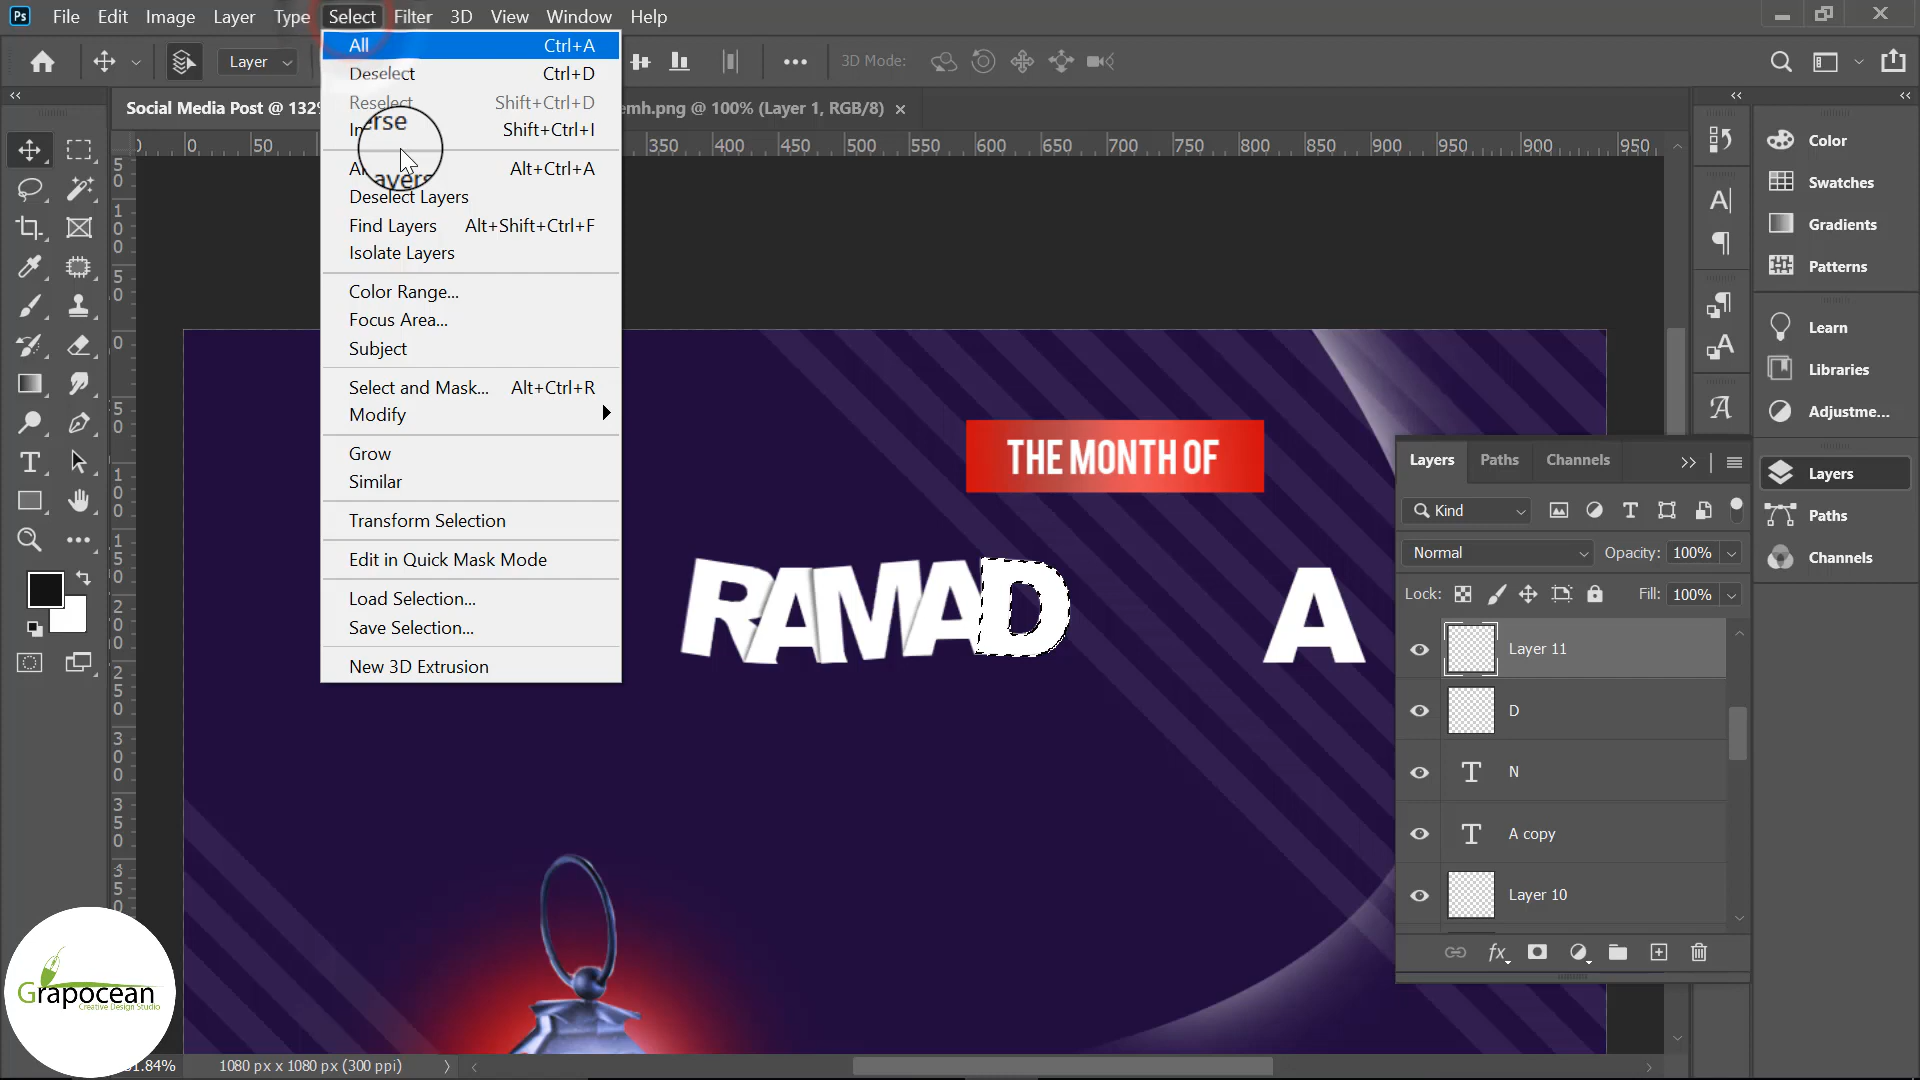 File Edit Image Layer Type Select Filter 3D View Window Help
Layer
3D Mode:
All Ctrl+A
Deselect Ctrl+D
Reselect Shift+Ctrl+D
Shift+Ctrl+I
Alt+Ctrl+A
Deselect Layers
Find Layers Alt+Shift+Ctrl+F
Isolate Layers
Color Range...
Focus Area...
Subject
Select and Mask... Alt+Ctrl+R
Modify
Grow
Similar
Transform Selection
Edit in Quick Mask Mode
Load Selection...
Save Selection...
New 3D Extrusion
Social Media Post @ 132%
emh.png @ 100% (Layer 1, RGB/8)
0 50 350 400 450 500 550 600 650 700 750 800 850 900 950
THE MONTH OF
RAMAD A
Color
Swatches
Gradients
Patterns
Learn
Libraries
Adjustme...
Layers
Paths
Channels
Layers Paths Channels
Kind
Normal Opacity: 100%
Lock: Fill: 100%
Layer 11
D
N
A copy
Layer 10
Grapocean
Creative Design Studio
1080 px x 1080 px (300 ppi)